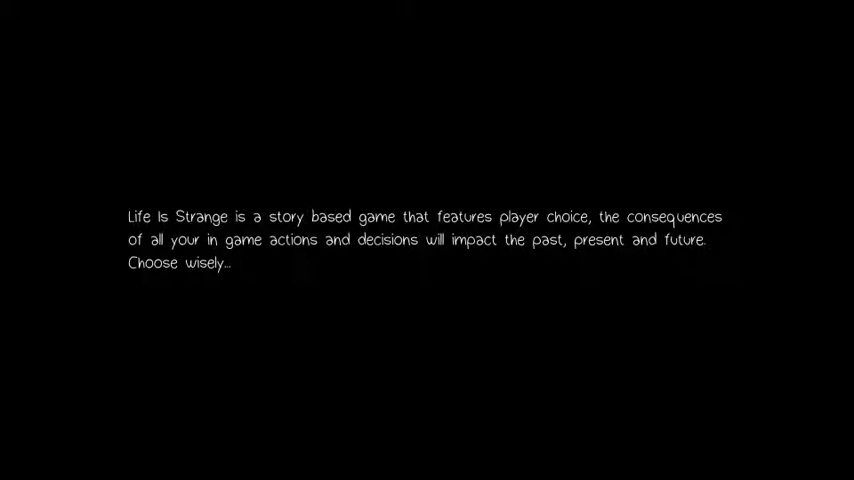 Life Is Strange is a story based game that features player choice, the consequences
of all your in game actions and decisions will impact the past, present and future.
Choose wisely...